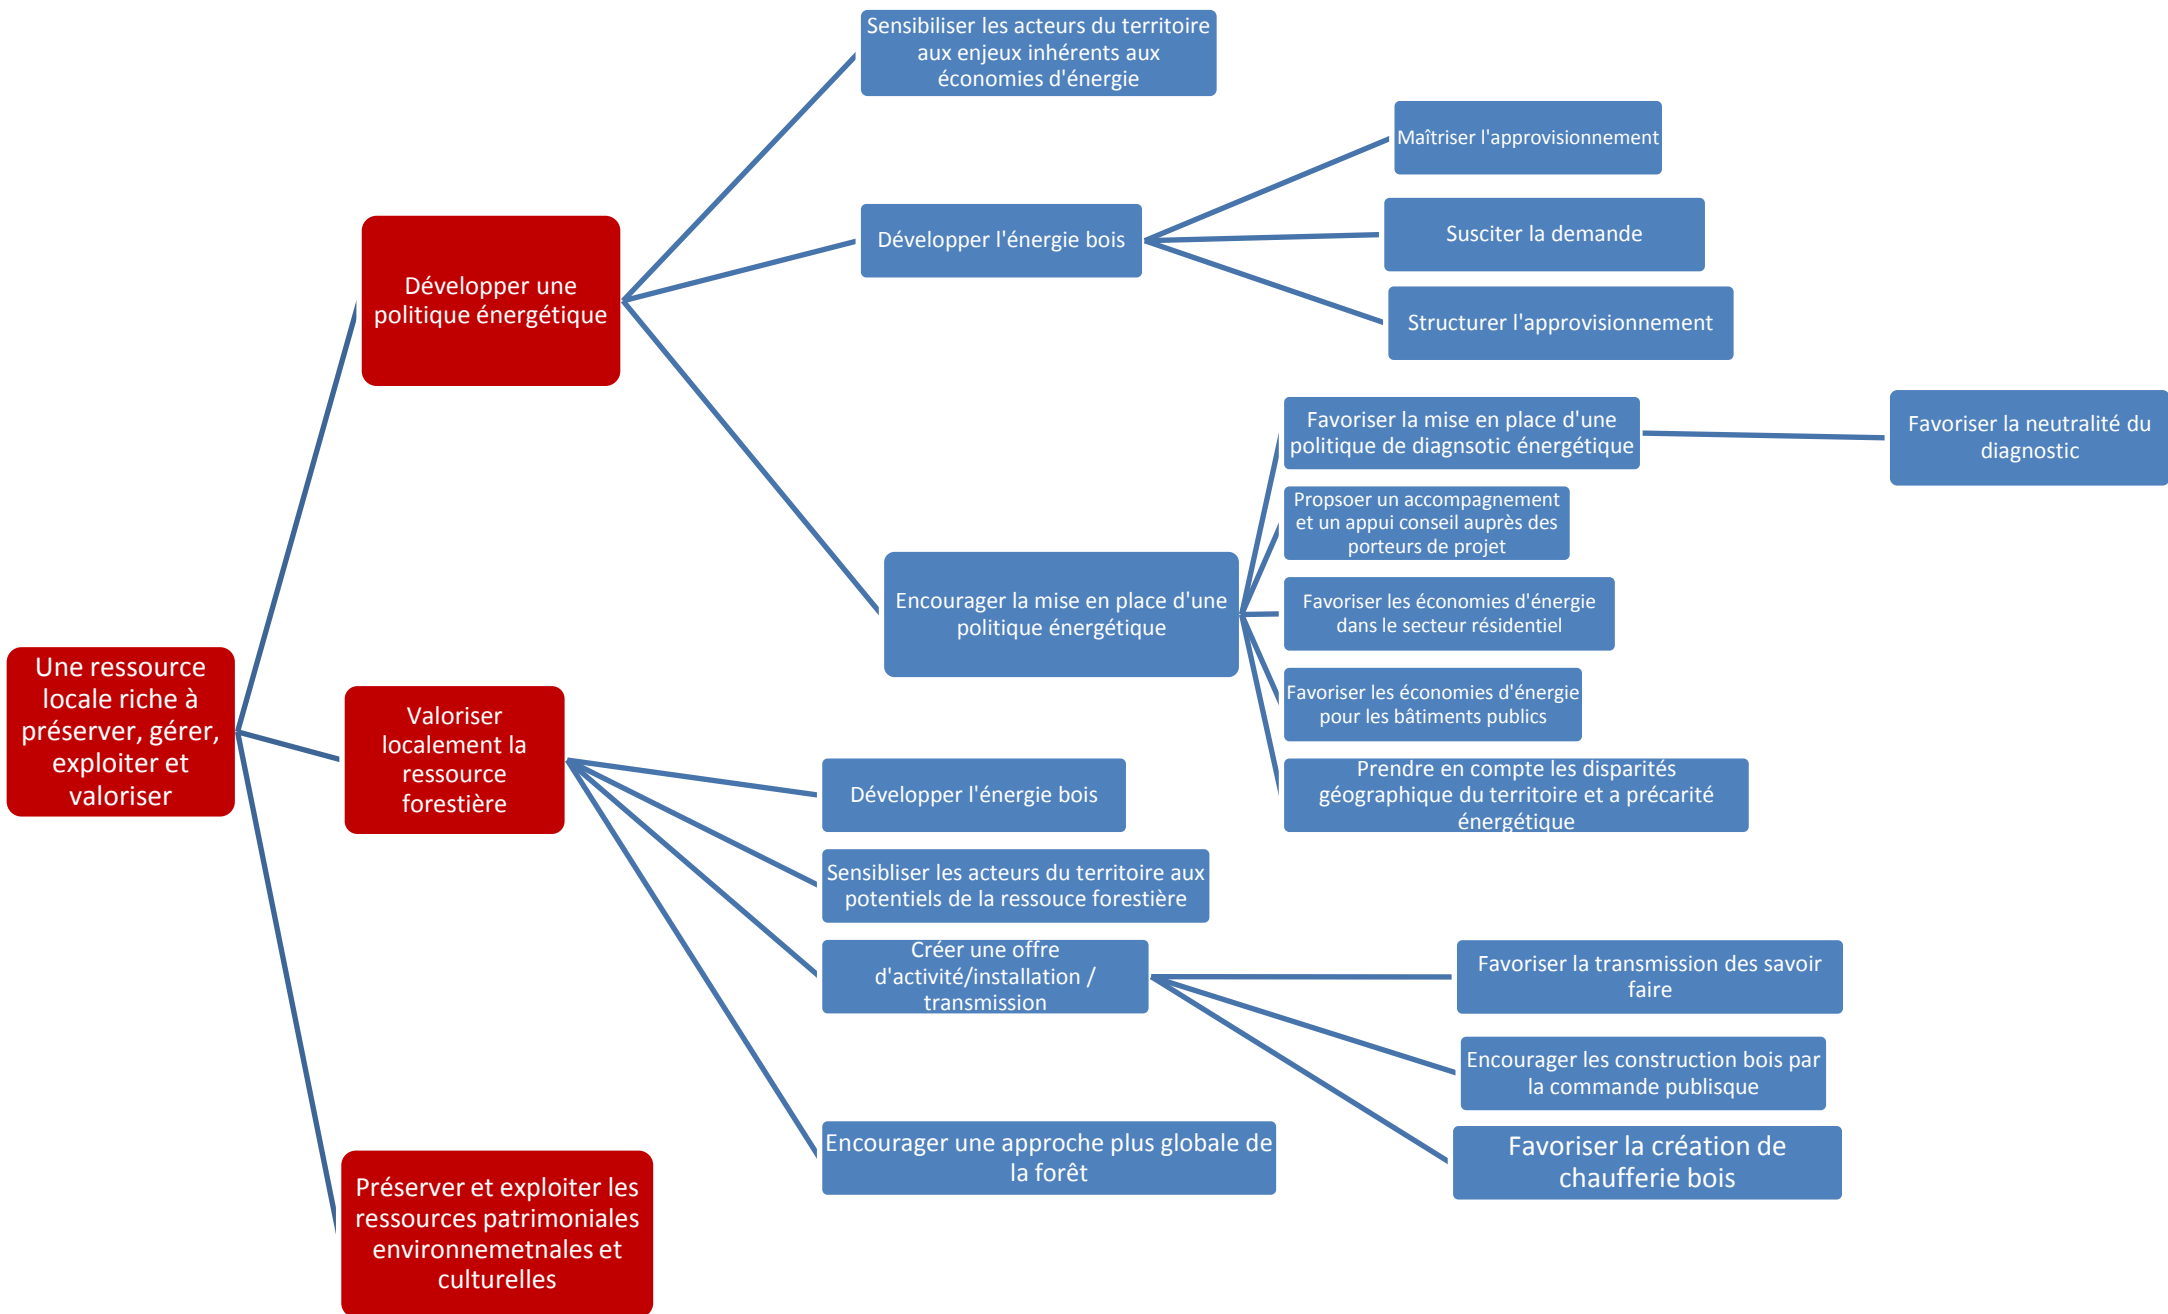 Une ressource
locale riche à
préserver, gérer,
exploiter et
valoriser
Développer une
politique énergétique
Sensibiliser les acteurs du territoire
aux enjeux inhérents aux
économies d'énergie
Développer l'énergie bois
Maîtriser l'approvisionnement
Susciter la demande
Structurer l'approvisionnement
Encourager la mise en place d'une
politique énergétique
Favoriser la mise en place d'une
politique de diagnsotic énergétique
Favoriser la neutralité du
diagnostic
Propsoer un accompagnement
et un appui conseil auprès des
porteurs de projet
Favoriser les économies d'énergie
dans le secteur résidentiel
Favoriser les économies d'énergie
pour les bâtiments publics
Prendre en compte les disparités
géographique du territoire et a précarité
énergétique
Valoriser
localement la
ressource
forestière
Développer l'énergie bois
Sensibliser les acteurs du territoire aux
potentiels de la ressouce forestière
Créer une offre
d'activité/installation /
transmission
Favoriser la transmission des savoir
faire
Encourager les construction bois par
la commande publisque
Favoriser la création de
chaufferie bois
Encourager une approche plus globale de
la forêt
Préserver et exploiter les
ressources patrimoniales
environnemetnales et
culturelles